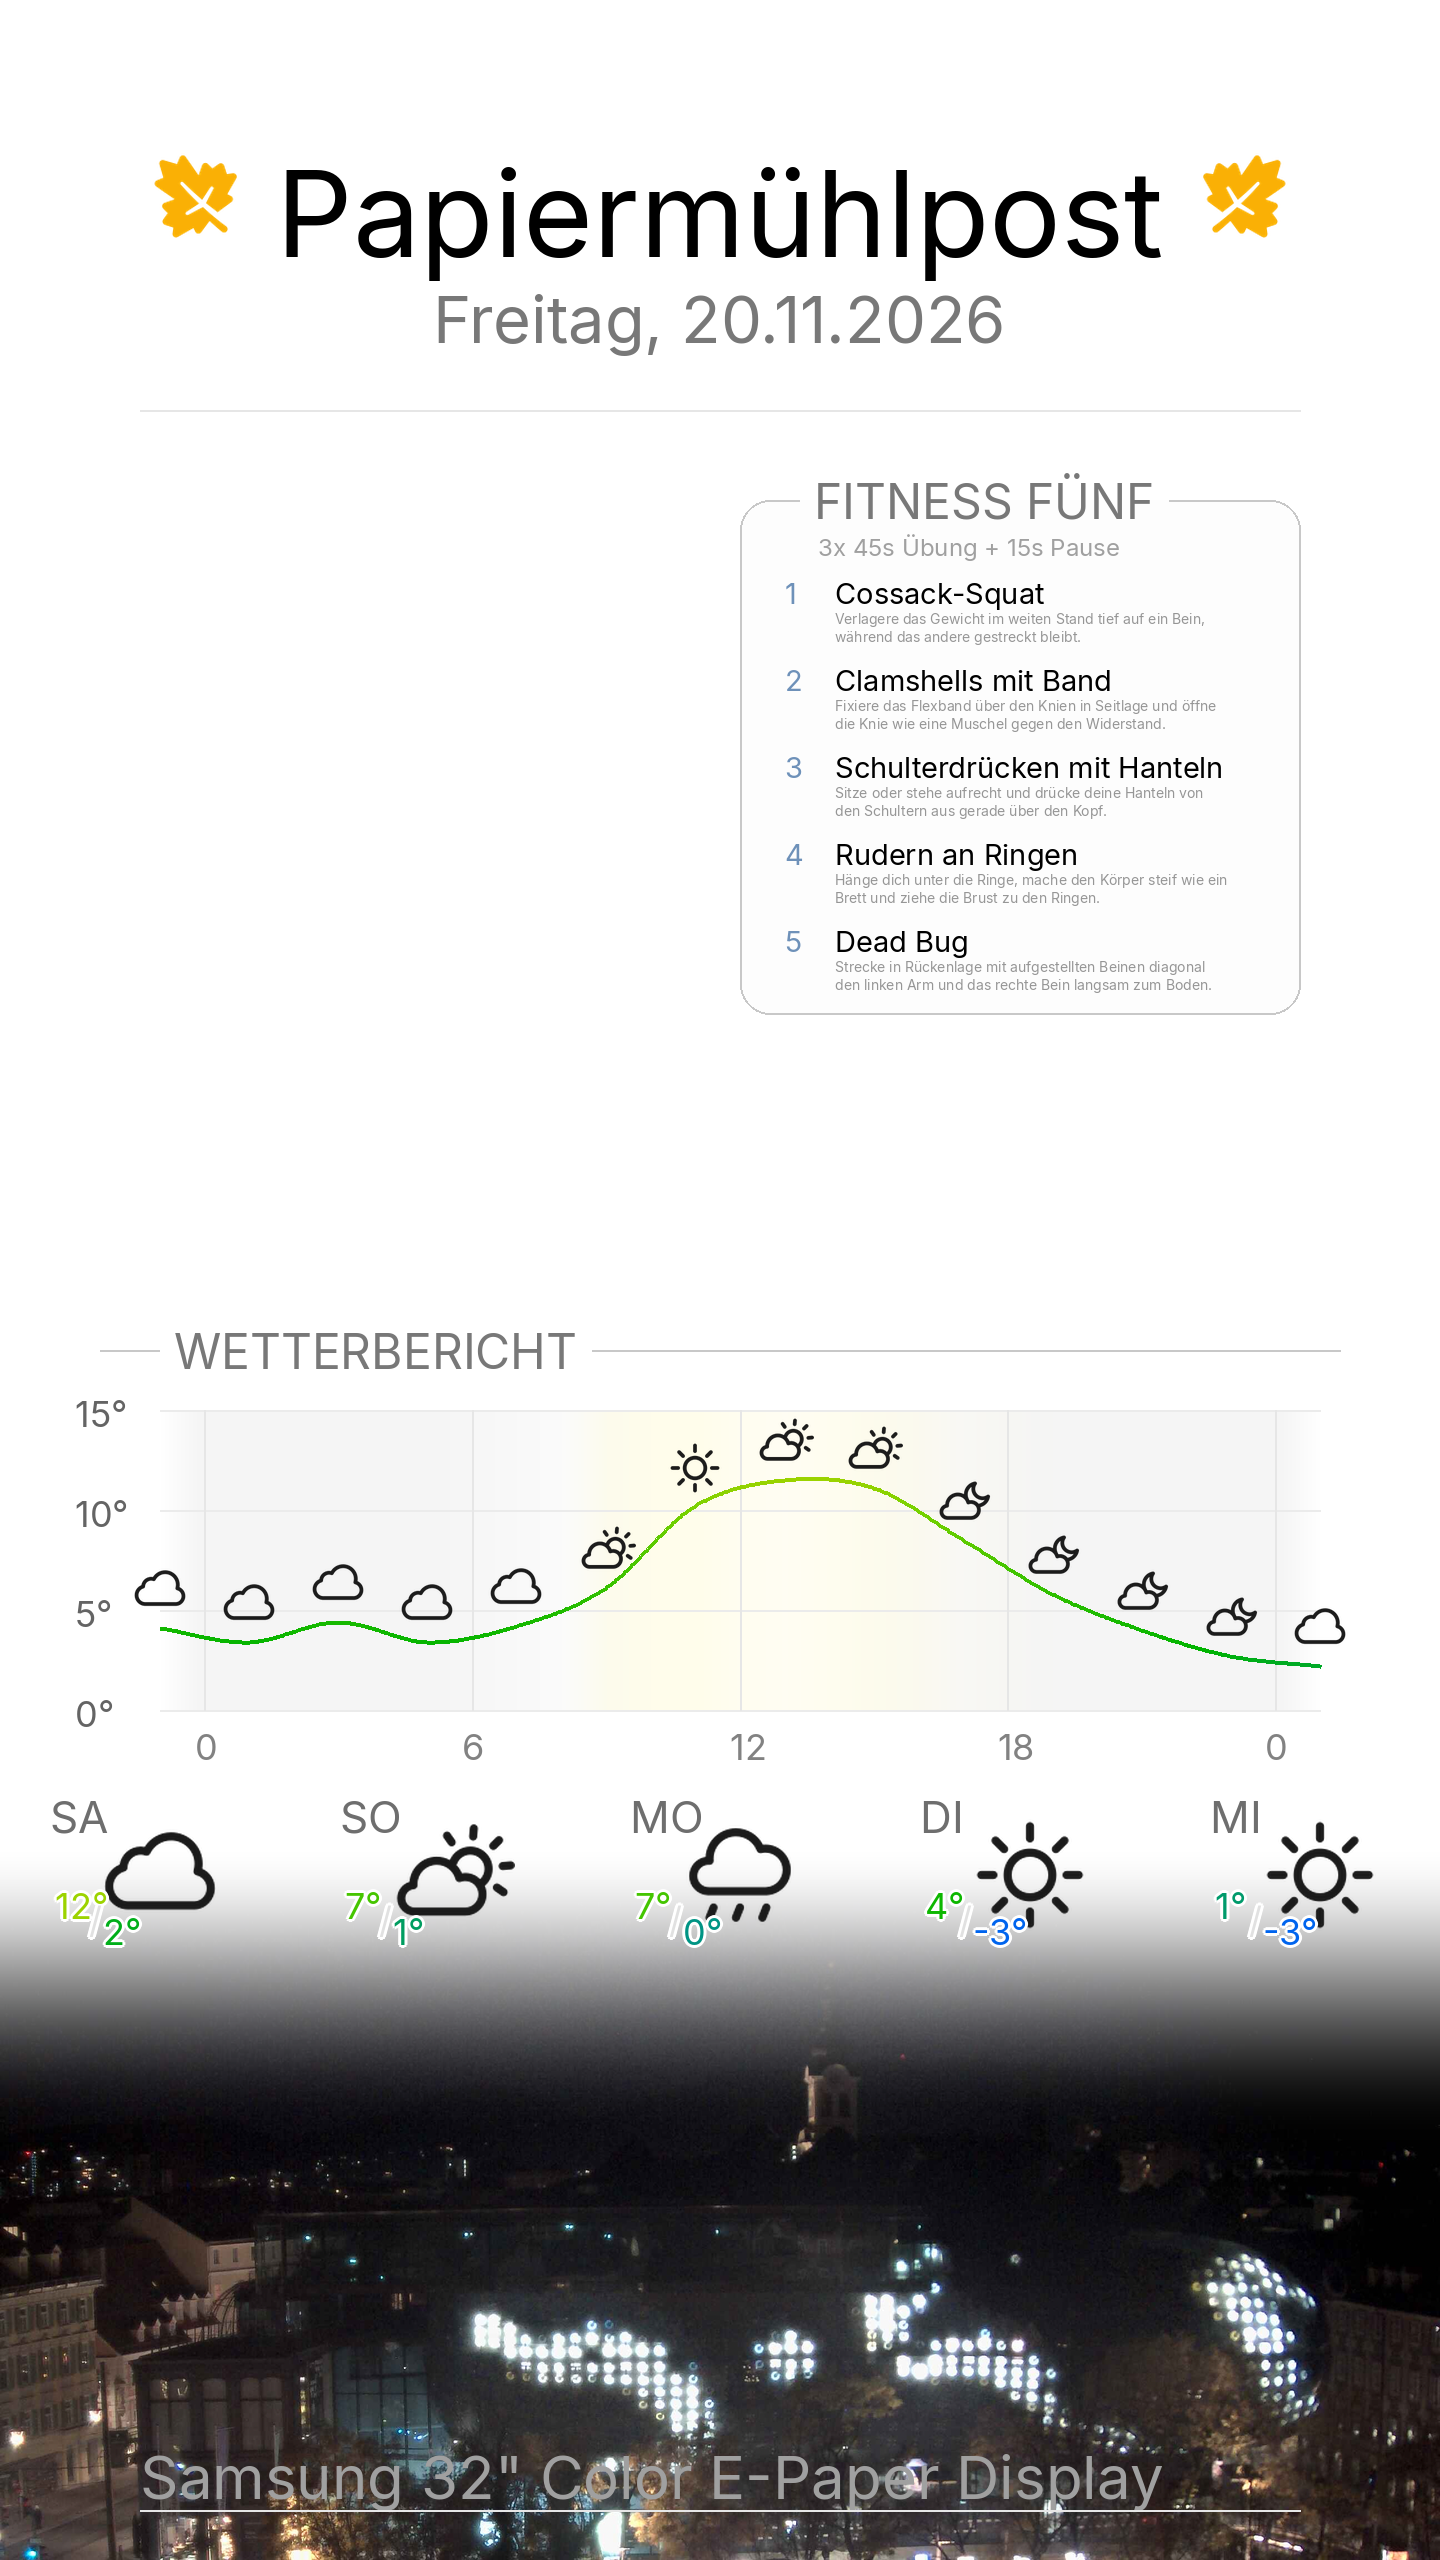 Papiermühlpost
Freitag, 20.11.2026
FITNESS FÜNF
3x 45s Übung + 15s Pause
1 Cossack-Squat
Verlagere das Gewicht im weiten Stand tief auf ein Bein,
während das andere gestreckt bleibt.
2 Clamshells mit Band
Fixiere das Flexband über den Knien in Seitlage und öffne
die Knie wie eine Muschel gegen den Widerstand.
3 Schulterdrücken mit Hanteln
Sitze oder stehe aufrecht und drücke deine Hanteln von
den Schultern aus gerade über den Kopf.
4 Rudern an Ringen
Hänge dich unter die Ringe, mache den Körper steif wie ein
Brett und ziehe die Brust zu den Ringen.
5 Dead Bug
Strecke in Rückenlage mit aufgestellten Beinen diagonal
den linken Arm und das rechte Bein langsam zum Boden.
WETTERBERICHT
15°
10°
5°
0°
0 6 12 18 0
SA SO MO DI MI
12°/2° 7°/1° 7°/0° 4°/-3° 1°/-3°
Samsung 32" Color E-Paper Display